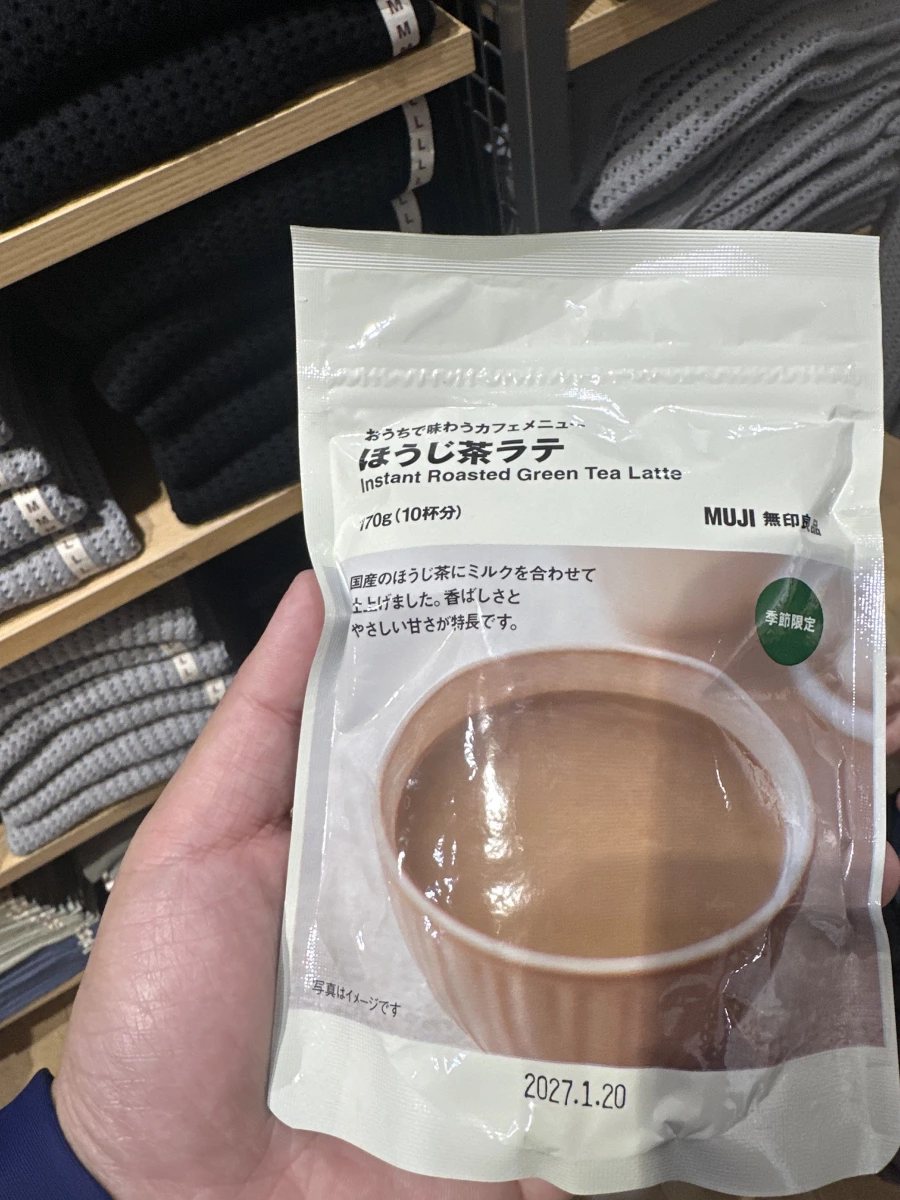 M
M
L
L
L
L
L
おうちで味わうカフェメニュー
ほうじ茶ラテ
Instant Roasted Green Tea Latte
170g(10杯分)
MUJI 無印良品
国産のほうじ茶にミルクを合わせて
仕上げました。香ばしさと
やさしい甘さが特長です。
季節限定
M
M
L
L
L
L
写真はイメージです
2027.1.20